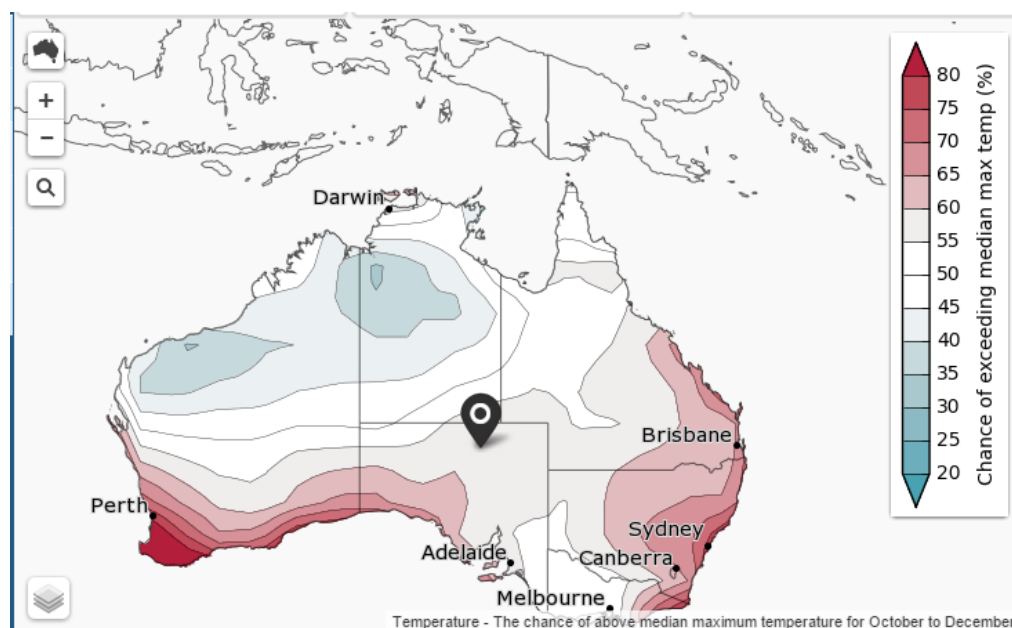 +
−
80
75
70
65
60
55
50
45
40
35
30
25
20
Chance of exceeding median max temp (%)
Darwin
Brisbane
Perth
Sydney
Adelaide
Canberra
Melbourne
Temperature - The chance of above median maximum temperature for October to December